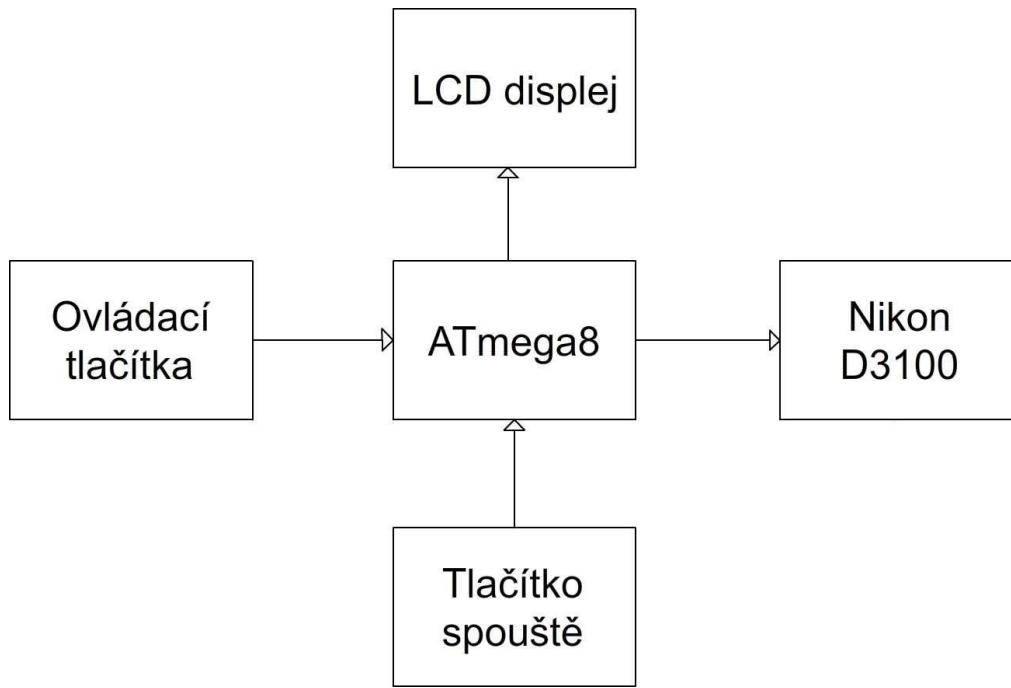 LCD displej
Ovládací
tlačítka
ATmega8
Nikon
D3100
Tlačítko
spouště